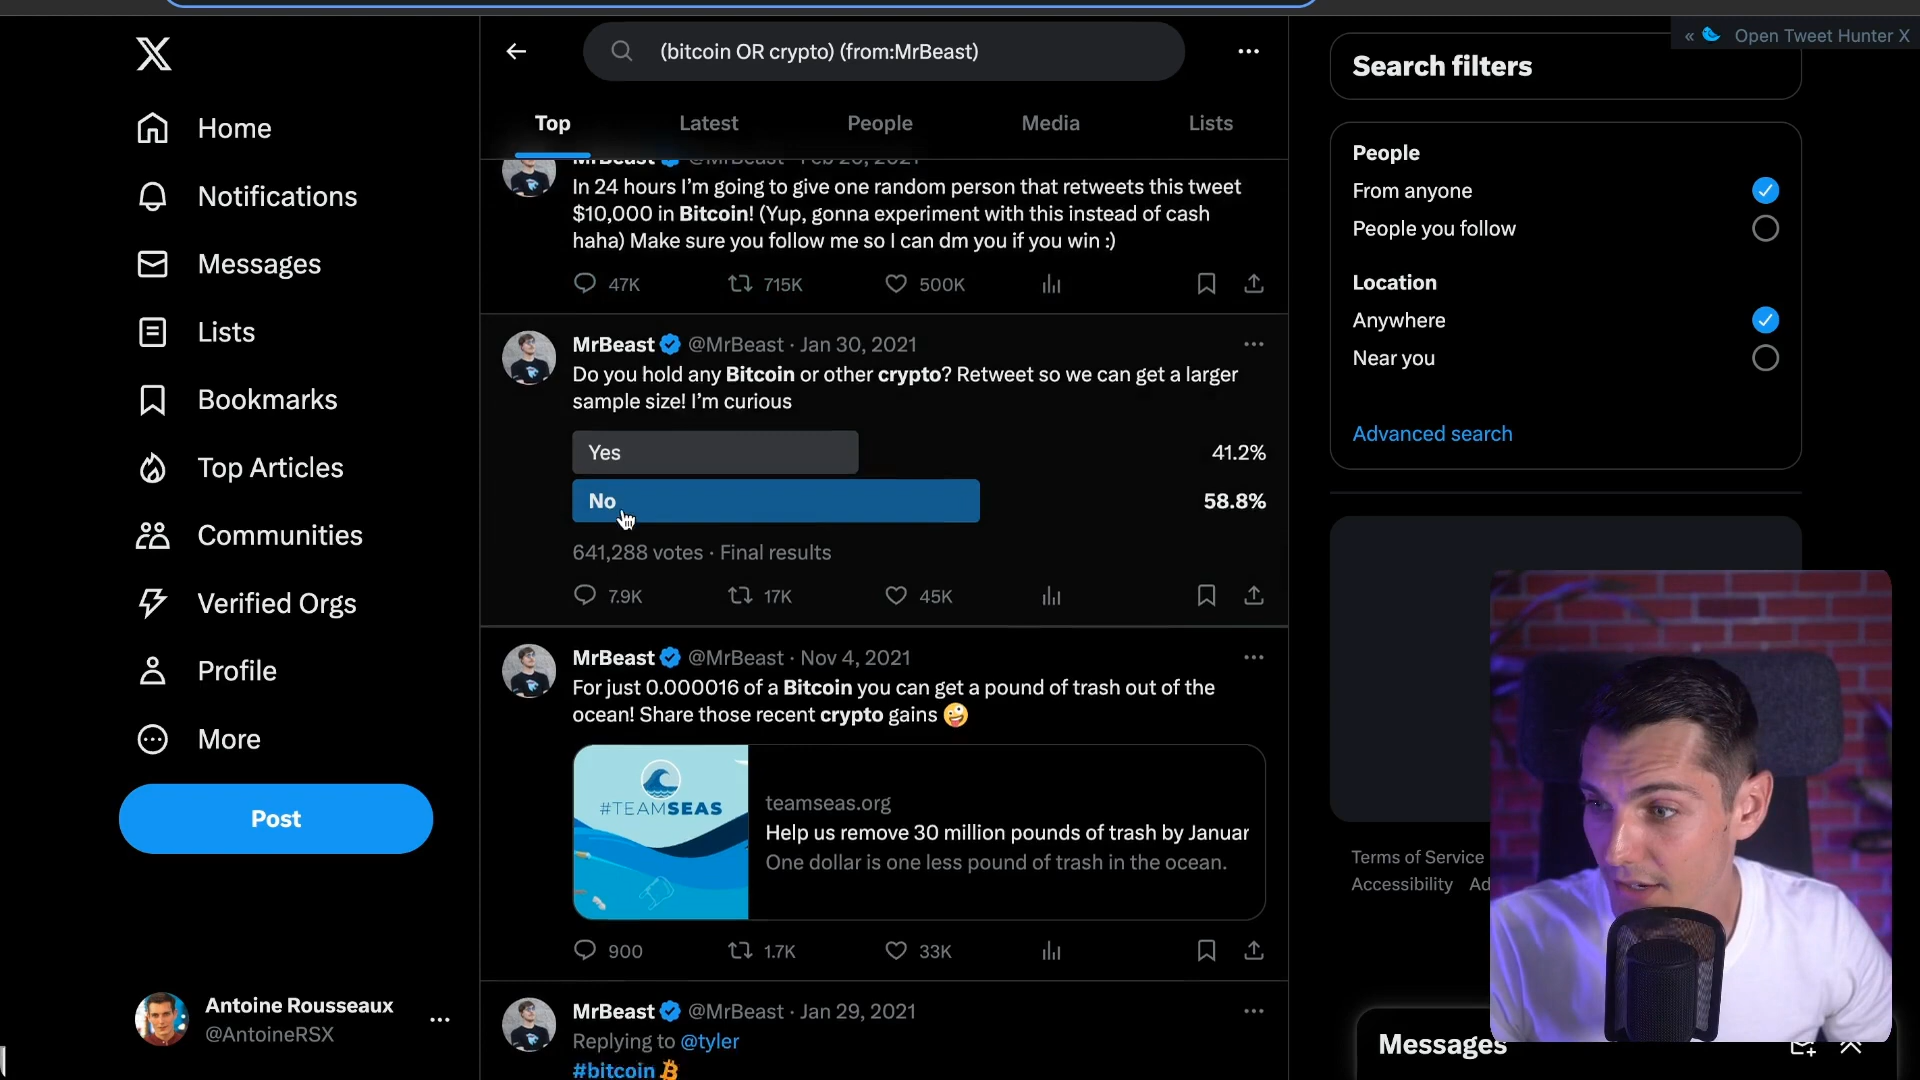 (bitcoin OR crypto) (from:MrBeast)
« Open Tweet Hunter X
Home
Notifications
Messages
Lists
Bookmarks
Top Articles
Communities
Verified Orgs
Profile
More
Post
Antoine Rousseaux
@AntoineRSX
Top
Latest
People
Media
Lists
MrBeast @MrBeast · Feb 20, 2021
In 24 hours I’m going to give one random person that retweets this tweet
$10,000 in Bitcoin! (Yup, gonna experiment with this instead of cash
haha) Make sure you follow me so I can dm you if you win :)
47K 715K 500K
MrBeast @MrBeast · Jan 30, 2021
Do you hold any Bitcoin or other crypto? Retweet so we can get a larger
sample size! I’m curious
Yes 41.2%
No 58.8%
641,288 votes · Final results
7.9K 17K 45K
MrBeast @MrBeast · Nov 4, 2021
For just 0.000016 of a Bitcoin you can get a pound of trash out of the
ocean! Share those recent crypto gains 🤪
#TEAMSEAS
teamseas.org
Help us remove 30 million pounds of trash by Januar
One dollar is one less pound of trash in the ocean.
900 1.7K 33K
MrBeast @MrBeast · Jan 29, 2021
Replying to @tyler
#bitcoin
Search filters
People
From anyone
People you follow
Location
Anywhere
Near you
Advanced search
Terms of Service
Accessibility Ad
Messages